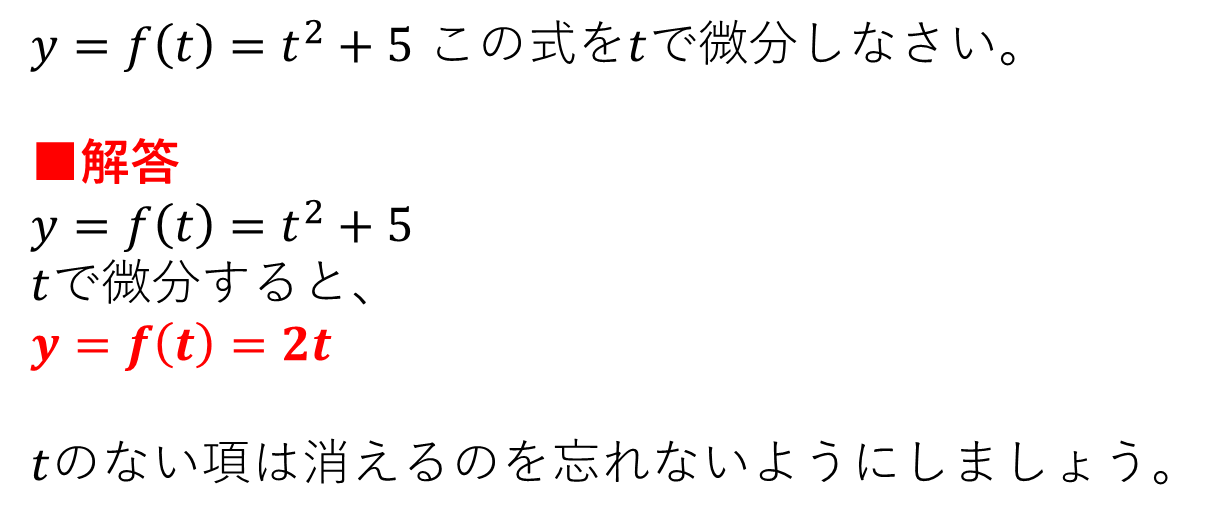 y = f(t) = t² + 5 この式をtで微分しなさい。
■解答
y = f(t) = t² + 5
tで微分すると、
y = f(t) = 2t
tのない項は消えるのを忘れないようにしましょう。